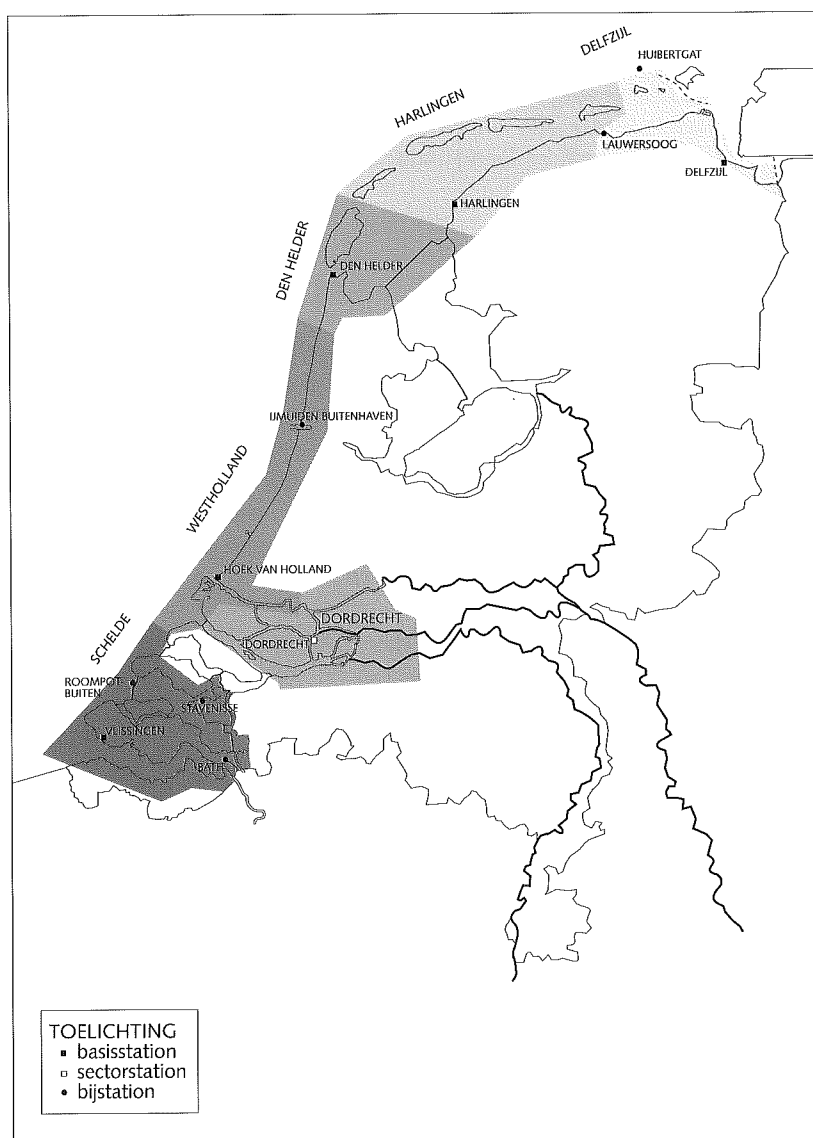 DELFZIJL
HUIBERTGAT
HARLINGEN
LAUWERSOOG
DELFZIJL
HARLINGEN
DEN HELDER
DEN HELDER
IJMUIDEN BUITENHAVEN
WESTHOLLAND
HOEK VAN HOLLAND
DORDRECHT
DORDRECHT
SCHELDE
ROOMPOT
BUITEN
STAVENISSE
VLISSINGEN
BATH
TOELICHTING
basisstation
sectorstation
bijstation